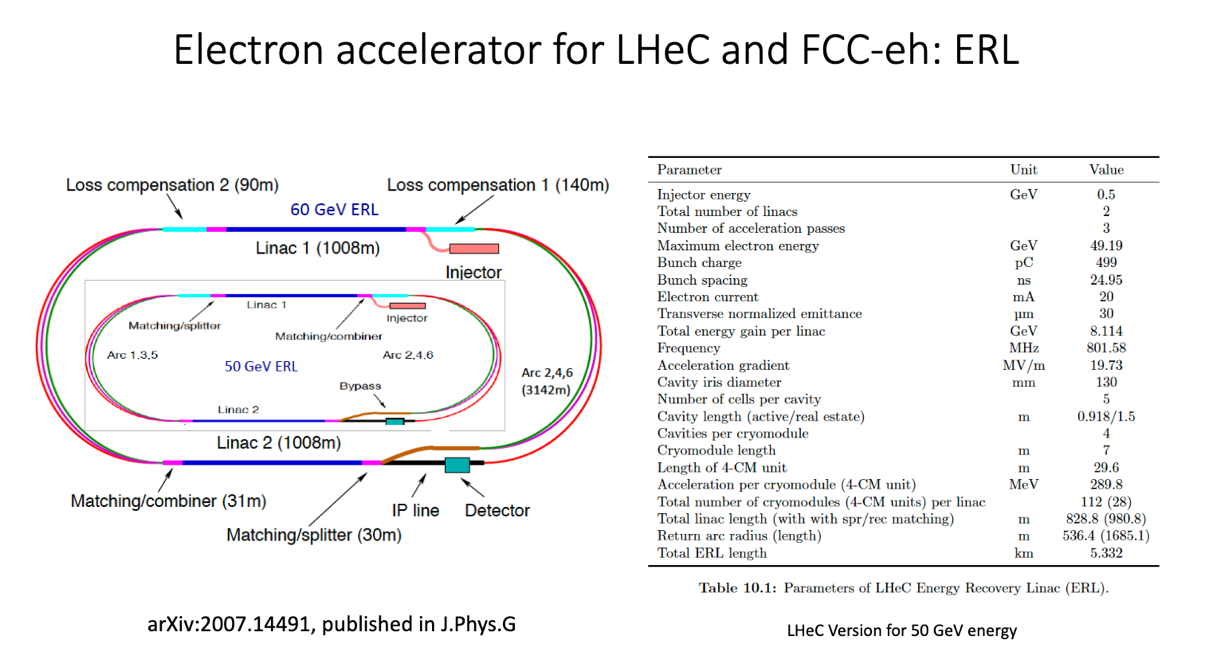 Electron accelerator for LHeC and FCC-eh: ERL
Loss compensation 2 (90m)
Loss compensation 1 (140m)
60 GeV ERL
Linac 1 (1008m)
Injector
Linac 1
Injector
Matching/splitter
Matching/combiner
Arc 1,3,5
Arc 2,4,6
50 GeV ERL
Bypass
Arc 2,4,6
(3142m)
Linac 2
Linac 2 (1008m)
Matching/combiner (31m)
IP line
Detector
Matching/splitter (30m)
arXiv:2007.14491, published in J.Phys.G
Parameter Unit Value
Injector energy GeV 0.5
Total number of linacs 2
Number of acceleration passes 3
Maximum electron energy GeV 49.19
Bunch charge pC 499
Bunch spacing ns 24.95
Electron current mA 20
Transverse normalized emittance µm 30
Total energy gain per linac GeV 8.114
Frequency MHz 801.58
Acceleration gradient MV/m 19.73
Cavity iris diameter mm 130
Number of cells per cavity 5
Cavity length (active/real estate) m 0.918/1.5
Cavities per cryomodule 4
Cryomodule length m 7
Length of 4-CM unit m 29.6
Acceleration per cryomodule (4-CM unit) MeV 289.8
Total number of cryomodules (4-CM units) per linac 112 (28)
Total linac length (with with spr/rec matching) m 828.8 (980.8)
Return arc radius (length) m 536.4 (1685.1)
Total ERL length km 5.332
Table 10.1: Parameters of LHeC Energy Recovery Linac (ERL).
LHeC Version for 50 GeV energy